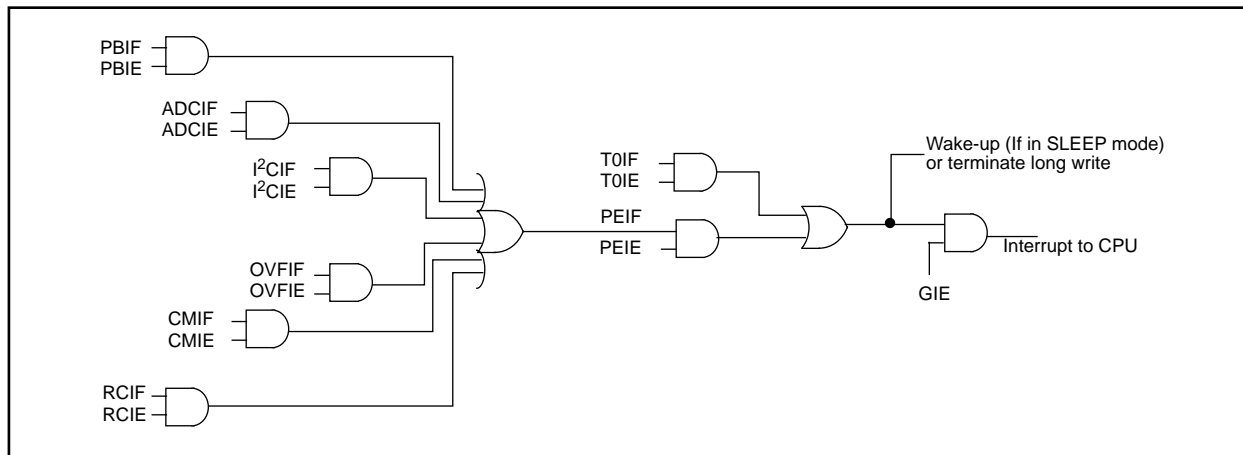 PBIF
PBIE
ADCIF
ADCIE
I²CIF
I²CIE
OVFIF
OVFIE
CMIF
CMIE
RCIF
RCIE
T0IF
T0IE
PEIF
PEIE
Wake-up (If in SLEEP mode)
or terminate long write
Interrupt to CPU
GIE